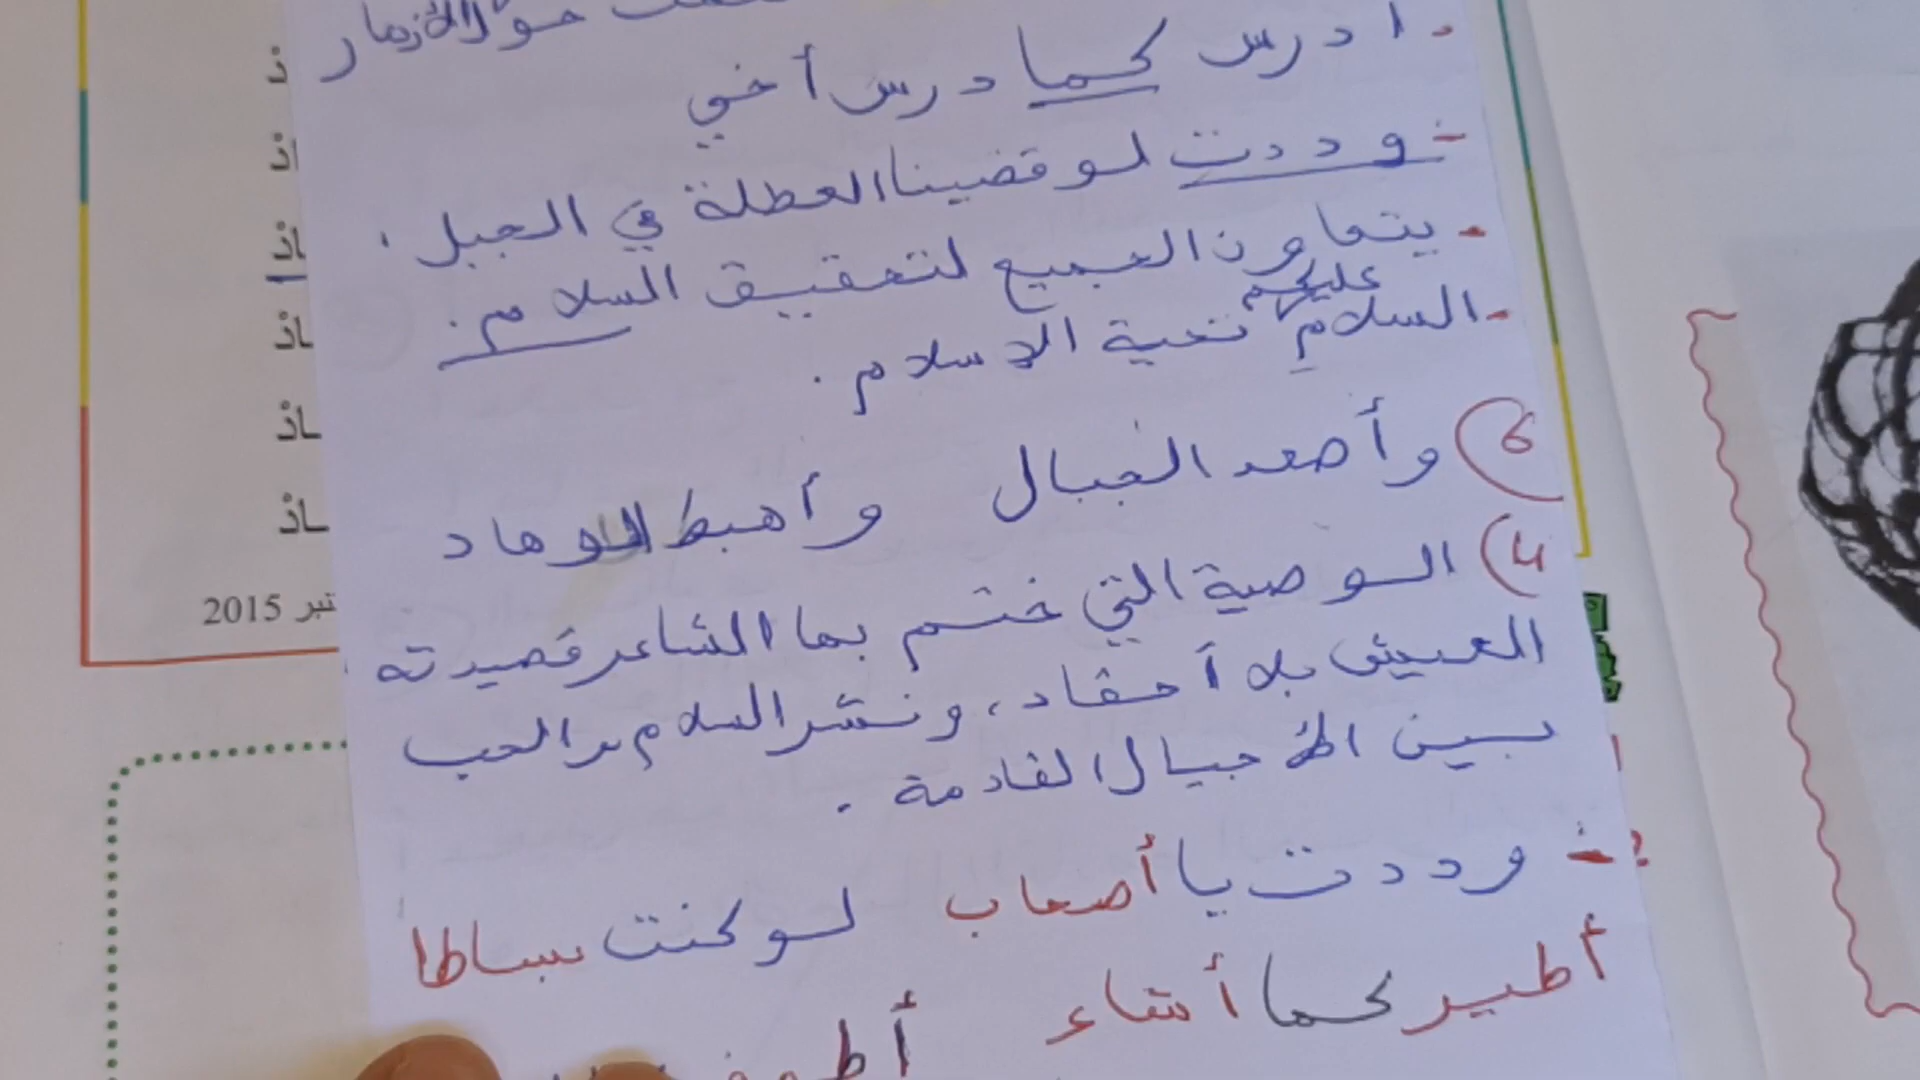 حول الأزهار
- أدرس كما درس أخي
- وددت لو قضينا العطلة في الجبل.
- يتعاون الجميع لتحقيق السلام.
- السلام عليكم تحية الإسلام.
6) وأصعد الجبال وأهبط الوهاد
4) الوصية التي ختم بها الشاعر قصيدته
العيش بلا أحقاد، ونشر السلام والحب
بين الأجيال القادمة.
- وددت يا أصحاب لو كنت بساطا
أطير كما أشاء
2015